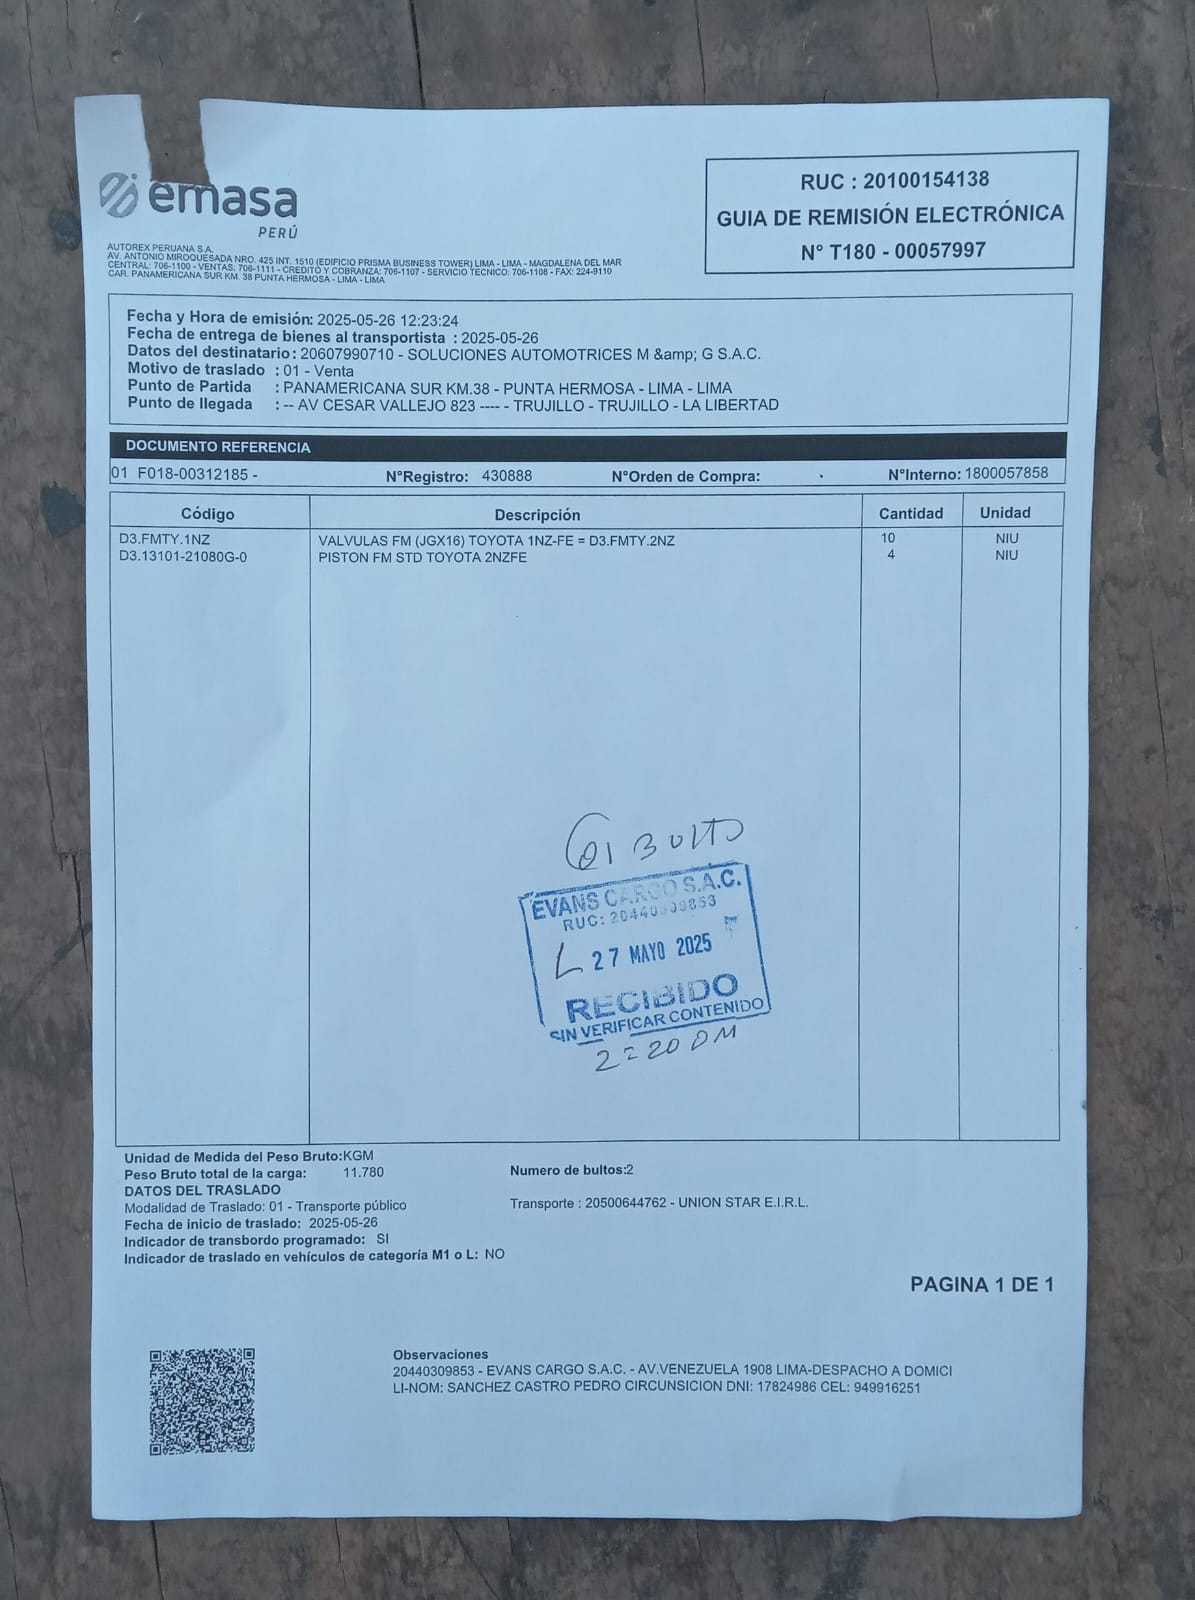 emasa
PERÚ
AUTOREX PERUANA S.A.
AV. ANTONIO MIROQUESADA NRO. 425 INT. 1510 (EDIFICIO PRISMA BUSINESS TOWER) LIMA - LIMA - MAGDALENA DEL MAR
CENTRAL: 706-1100 - VENTAS: 706-1111 - CREDITO Y COBRANZA: 706-1107 - SERVICIO TECNICO: 706-1108 - FAX: 224-9110
CAR. PANAMERICANA SUR KM. 38 PUNTA HERMOSA - LIMA - LIMA
RUC : 20100154138
GUIA DE REMISIÓN ELECTRÓNICA
N° T180 - 00057997
Fecha y Hora de emisión: 2025-05-26 12:23:24
Fecha de entrega de bienes al transportista : 2025-05-26
Datos del destinatario : 20607990710 - SOLUCIONES AUTOMOTRICES M &amp; G S.A.C.
Motivo de traslado : 01 - Venta
Punto de Partida : PANAMERICANA SUR KM.38 - PUNTA HERMOSA - LIMA - LIMA
Punto de llegada : -- AV CESAR VALLEJO 823 ---- - TRUJILLO - TRUJILLO - LA LIBERTAD
DOCUMENTO REFERENCIA
01 F018-00312185 - N°Registro: 430888 N°Orden de Compra: . N°Interno: 1800057858
Código Descripción Cantidad Unidad
D3.FMTY.1NZ VALVULAS FM (JGX16) TOYOTA 1NZ-FE = D3.FMTY.2NZ 10 NIU
D3.13101-21080G-0 PISTON FM STD TOYOTA 2NZFE 4 NIU
01 BULTO
EVANS CARGO S.A.C.
RUC: 20440309853
27 MAYO 2025
RECIBIDO
SIN VERIFICAR CONTENIDO
2=20 PM
Unidad de Medida del Peso Bruto:KGM
Peso Bruto total de la carga: 11.780 Numero de bultos:2
DATOS DEL TRASLADO
Modalidad de Traslado: 01 - Transporte público Transporte : 20500644762 - UNION STAR E.I.R.L.
Fecha de inicio de traslado: 2025-05-26
Indicador de transbordo programado: SI
Indicador de traslado en vehículos de categoría M1 o L: NO
PAGINA 1 DE 1
Observaciones
20440309853 - EVANS CARGO S.A.C. - AV.VENEZUELA 1908 LIMA-DESPACHO A DOMICI
LI-NOM: SANCHEZ CASTRO PEDRO CIRCUNSICION DNI: 17824986 CEL: 949916251